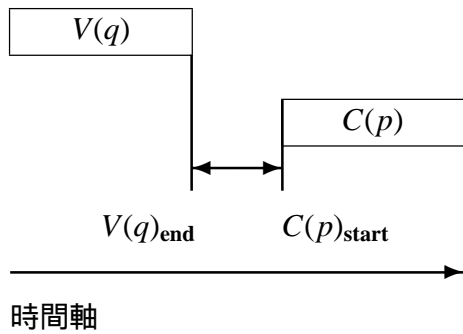 V(q)
C(p)
V(q)end C(p)start
時間軸